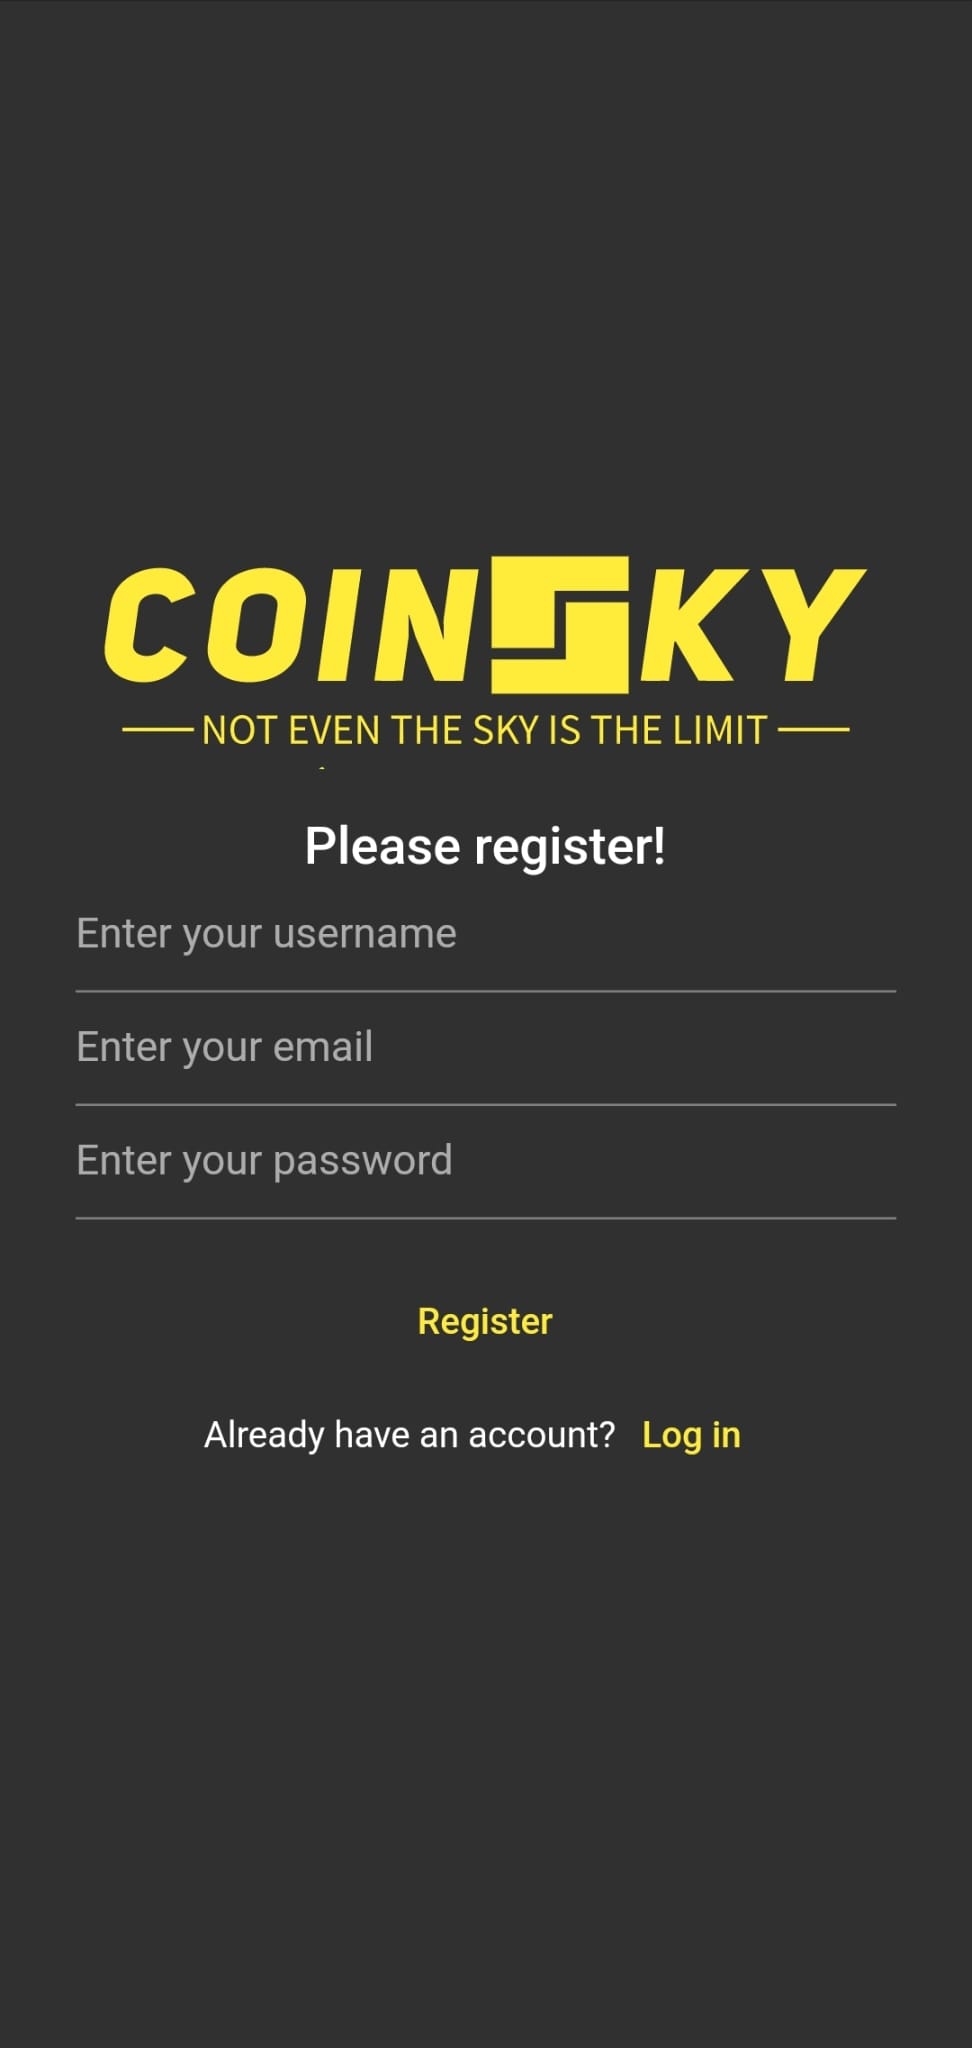 COINSKY
NOT EVEN THE SKY IS THE LIMIT
Please register!
Enter your username
Enter your email
Enter your password
Register
Already have an account? Log in